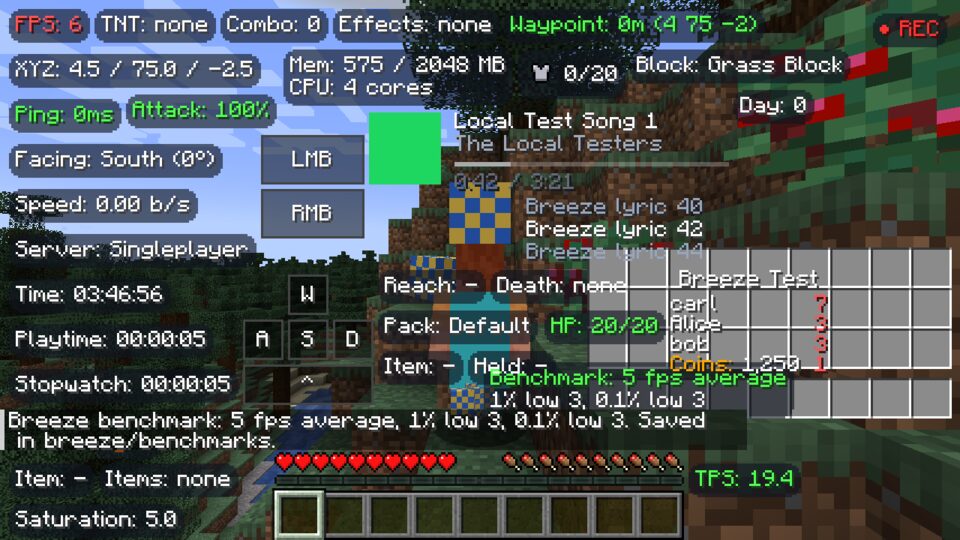 FPS: 6
TNT: none
Combo: 0
Effects: none
Waypoint: 0m (4 75 -2)
REC
XYZ: 4.5 / 75.0 / -2.5
Mem: 575 / 2048 MB
CPU: 4 cores
0/20
Block: Grass Block
Day: 0
Ping: 0ms
Attack: 100%
Local Test Song 1
The Local Testers
0:42 / 3:21
Facing: South (0°)
LMB
Speed: 0.00 b/s
RMB
Breeze lyric 40
Breeze lyric 42
Breeze lyric 44
Server: Singleplayer
Breeze Test
Time: 03:46:56
W
Reach: -
Death: none
carl 7
Alice 3
bob 3
Coins: 1,250 1
Playtime: 00:00:05
A
S
D
Pack: Default
HP: 20/20
Item: -
Held: -
Stopwatch: 00:00:05
^
Benchmark: 5 fps average
1% low 3, 0.1% low 3
Breeze benchmark: 5 fps average, 1% low 3, 0.1% low 3. Saved
in breeze/benchmarks.
Item: -
Items: none
TPS: 19.4
Saturation: 5.0